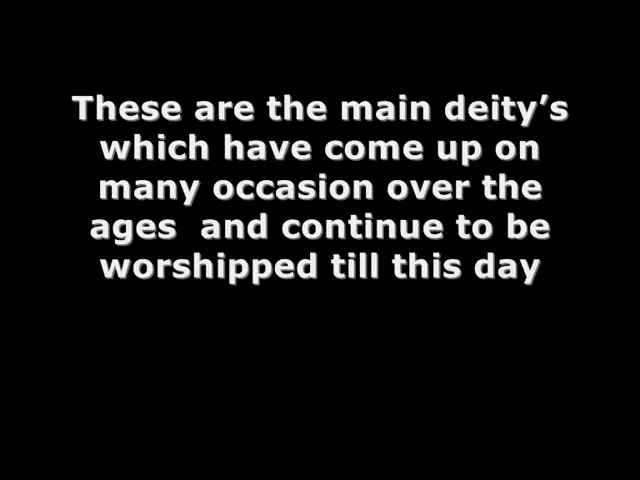 These are the main deity’s
which have come up on
many occasion over the
ages  and continue to be
worshipped till this day